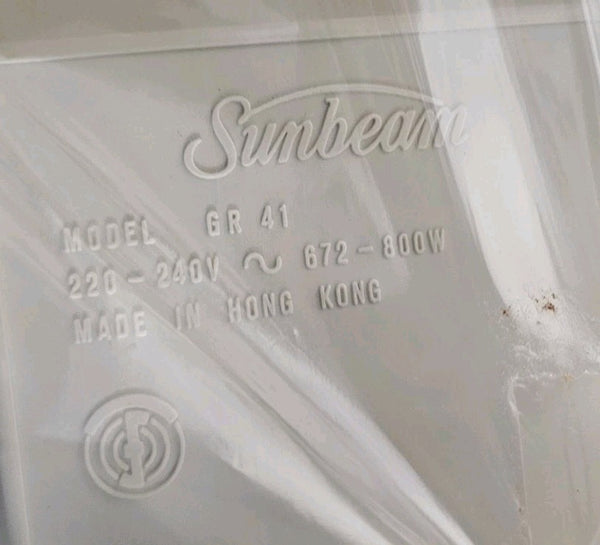 Sunbeam
MODEL GR 41
220-240V ~ 672-800W
MADE IN HONG KONG